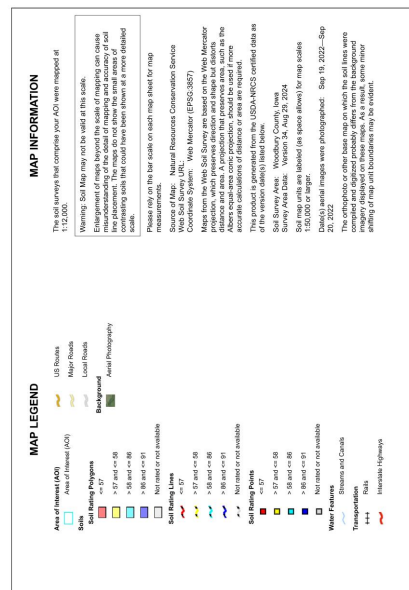 MAP LEGEND
Area of Interest (AOI)
Area of Interest (AOI)
Soils
Soil Rating Polygons
<= 57
> 57 and <= 58
> 58 and <= 86
> 86 and <= 91
Not rated or not available
Soil Rating Lines
<= 57
> 57 and <= 58
> 58 and <= 86
> 86 and <= 91
Not rated or not available
Soil Rating Points
<= 57
> 57 and <= 58
> 58 and <= 86
> 86 and <= 91
Not rated or not available
Water Features
Streams and Canals
Transportation
Rails
Interstate Highways
US Routes
Major Roads
Local Roads
Background
Aerial Photography
MAP INFORMATION
The soil surveys that comprise your AOI were mapped at
1:12,000.
Warning: Soil Map may not be valid at this scale.
Enlargement of maps beyond the scale of mapping can cause
misunderstanding of the detail of mapping and accuracy of soil
line placement. The maps do not show the small areas of
contrasting soils that could have been shown at a more detailed
scale.
Please rely on the bar scale on each map sheet for map
measurements.
Source of Map: Natural Resources Conservation Service
Web Soil Survey URL:
Coordinate System: Web Mercator (EPSG:3857)
Maps from the Web Soil Survey are based on the Web Mercator
projection, which preserves direction and shape but distorts
distance and area. A projection that preserves area, such as the
Albers equal-area conic projection, should be used if more
accurate calculations of distance or area are required.
This product is generated from the USDA-NRCS certified data as
of the version date(s) listed below.
Soil Survey Area: Woodbury County, Iowa
Survey Area Data: Version 34, Aug 29, 2024
Soil map units are labeled (as space allows) for map scales
1:50,000 or larger.
Date(s) aerial images were photographed: Sep 19, 2022—Sep
20, 2022
The orthophoto or other base map on which the soil lines were
compiled and digitized probably differs from the background
imagery displayed on these maps. As a result, some minor
shifting of map unit boundaries may be evident.